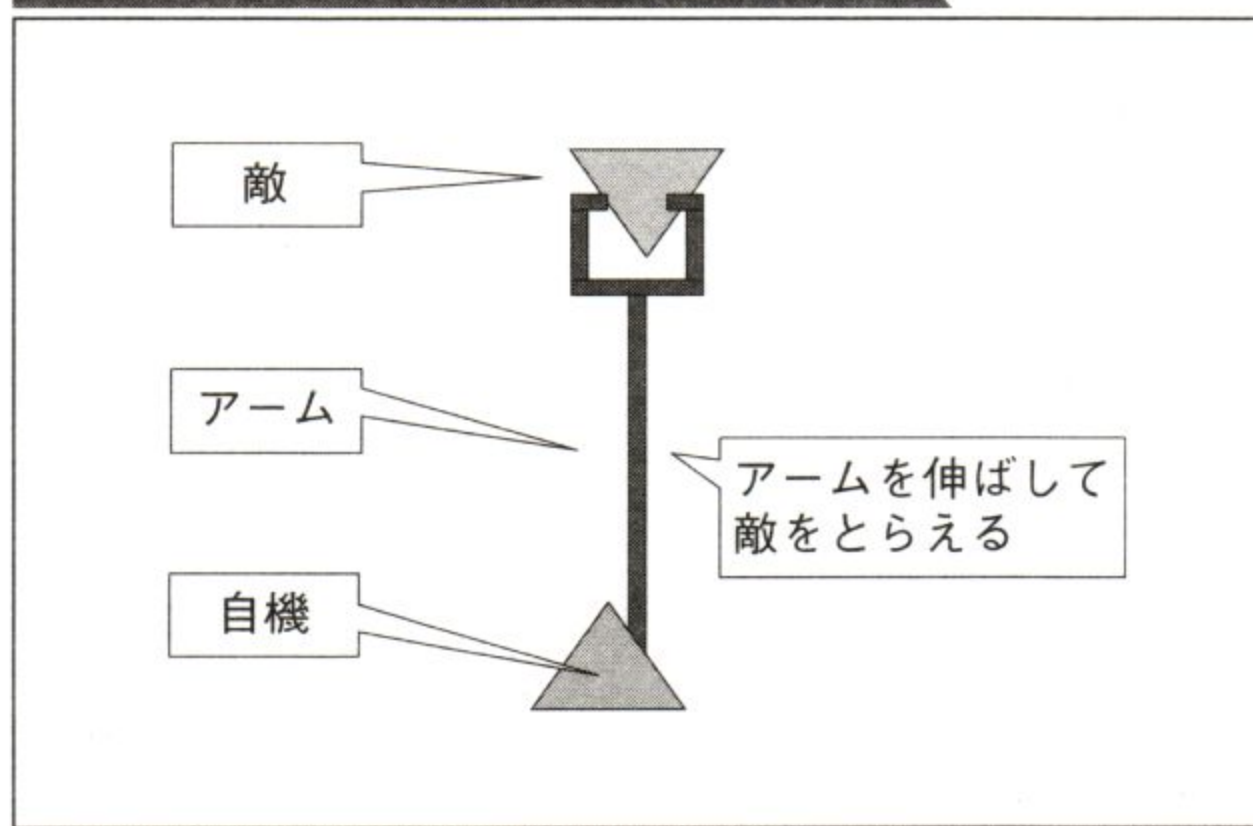 敵
アーム
アームを伸ばして
敵をとらえる
自機